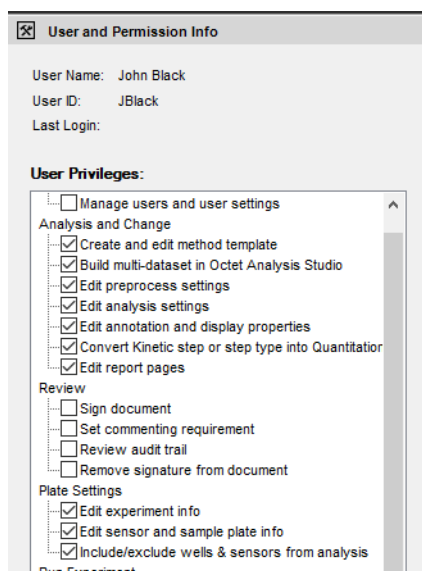 User and Permission Info
User Name: John Black
User ID: JBlack
Last Login:
User Privileges:
Manage users and user settings
Analysis and Change
Create and edit method template
Build multi-dataset in Octet Analysis Studio
Edit preprocess settings
Edit analysis settings
Edit annotation and display properties
Convert Kinetic step or step type into Quantitation
Edit report pages
Review
Sign document
Set commenting requirement
Review audit trail
Remove signature from document
Plate Settings
Edit experiment info
Edit sensor and sample plate info
Include/exclude wells & sensors from analysis
Run Experiment